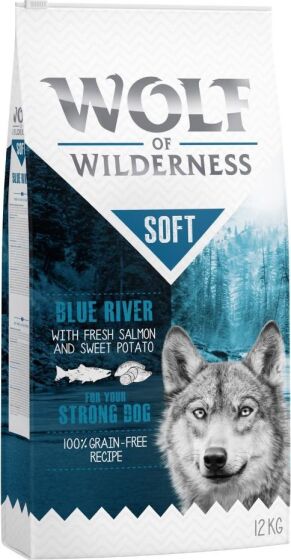 WOLF
OF
WILDERNESS
SOFT
BLUE RIVER
WITH FRESH SALMON
AND SWEET POTATO
FOR YOUR
STRONG DOG
100% GRAIN-FREE
RECIPE
12 KG
SOFT